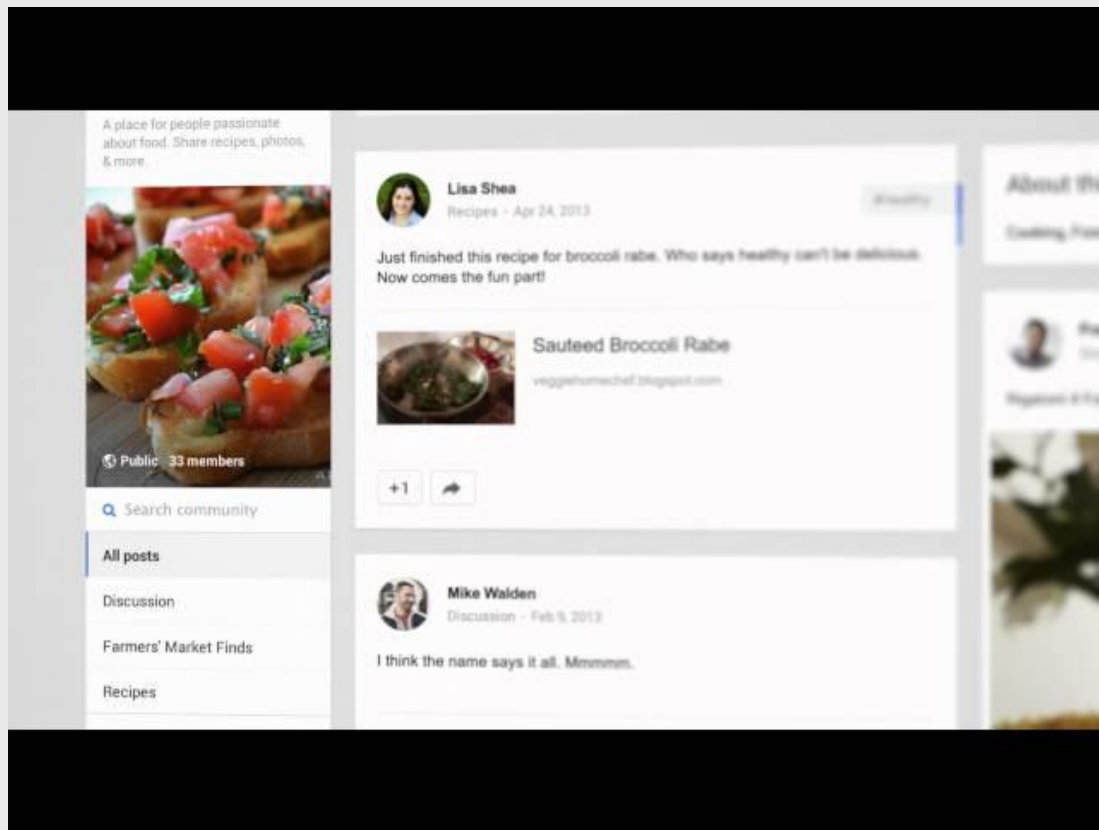 A place for people passionate
about food. Share recipes, photos,
& more.
Public 33 members
Search community
All posts
Discussion
Farmers' Market Finds
Recipes
Lisa Shea
Recipes - Apr 24, 2013
#healthy
Just finished this recipe for broccoli rabe. Who says healthy can't be delicious.
Now comes the fun part!
Sauteed Broccoli Rabe
veggiehomechef.blogspot.com
+1
Mike Walden
Discussion - Feb 9, 2013
I think the name says it all. Mmmmm.
About
Cooking,